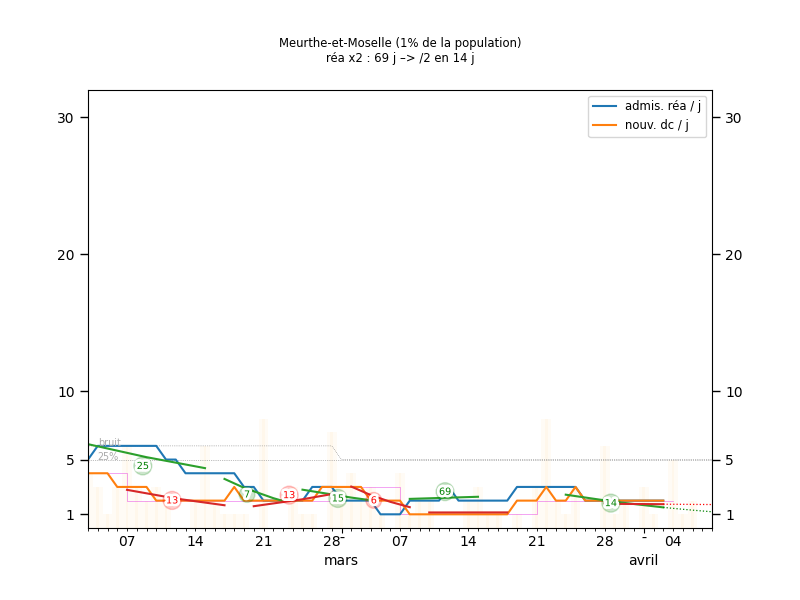 Meurthe-et-Moselle (1% de la population)
réa x2 : 69 j –> /2 en 14 j
admis. réa / j
nouv. dc / j
30 30
20 20
10 10
bruit
25%
5 5
25
13
7
13
15
6
69
14
1 1
07 14 21 28 07 14 21 28 04
mars avril